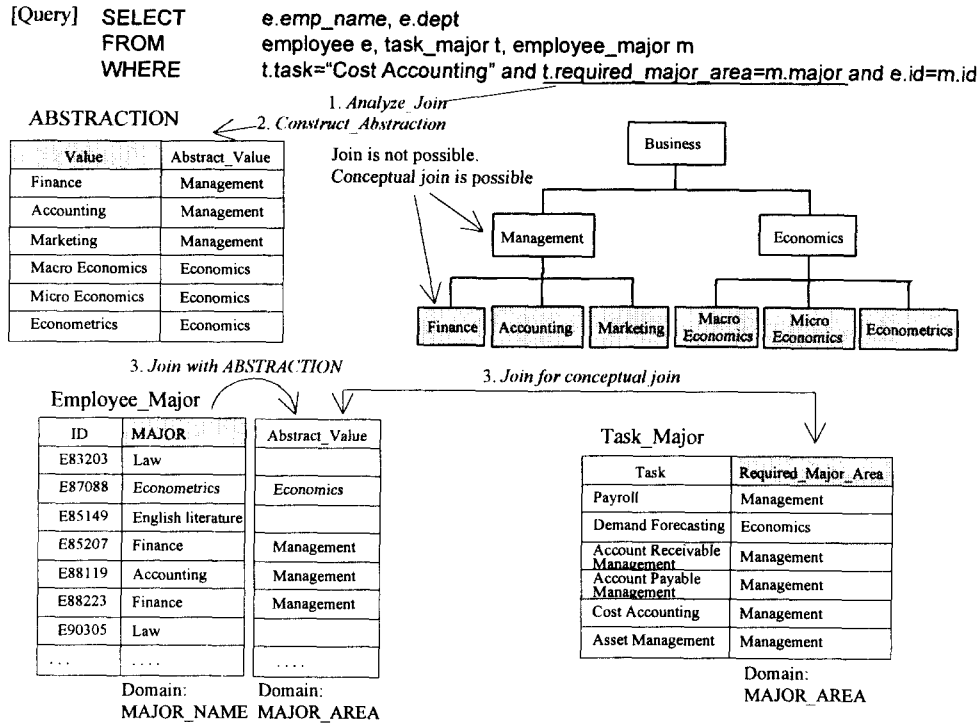 [Query] SELECT e.emp_name, e.dept
FROM employee e, task_major t, employee_major m
WHERE t.task="Cost Accounting" and t.required_major_area=m.major and e.id=m.id
1. Analyze_Join
ABSTRACTION
2. Construct_Abstraction
Value Abstract_Value
Finance Management
Accounting Management
Marketing Management
Macro Economics Economics
Micro Economics Economics
Econometrics Economics
Join is not possible.
Conceptual join is possible
Business
Management Economics
Finance Accounting Marketing Macro Economics Micro Economics Econometrics
3. Join with ABSTRACTION
3. Join for conceptual join
Employee_Major
ID MAJOR Abstract_Value
E83203 Law
E87088 Econometrics Economics
E85149 English literature
E85207 Finance Management
E88119 Accounting Management
E88223 Finance Management
E90305 Law
... .... ....
Domain: Domain:
MAJOR_NAME MAJOR_AREA
Task_Major
Task Required_Major_Area
Payroll Management
Demand Forecasting Economics
Account Receivable
Management Management
Account Payable
Management Management
Cost Accounting Management
Asset Management Management
Domain:
MAJOR_AREA